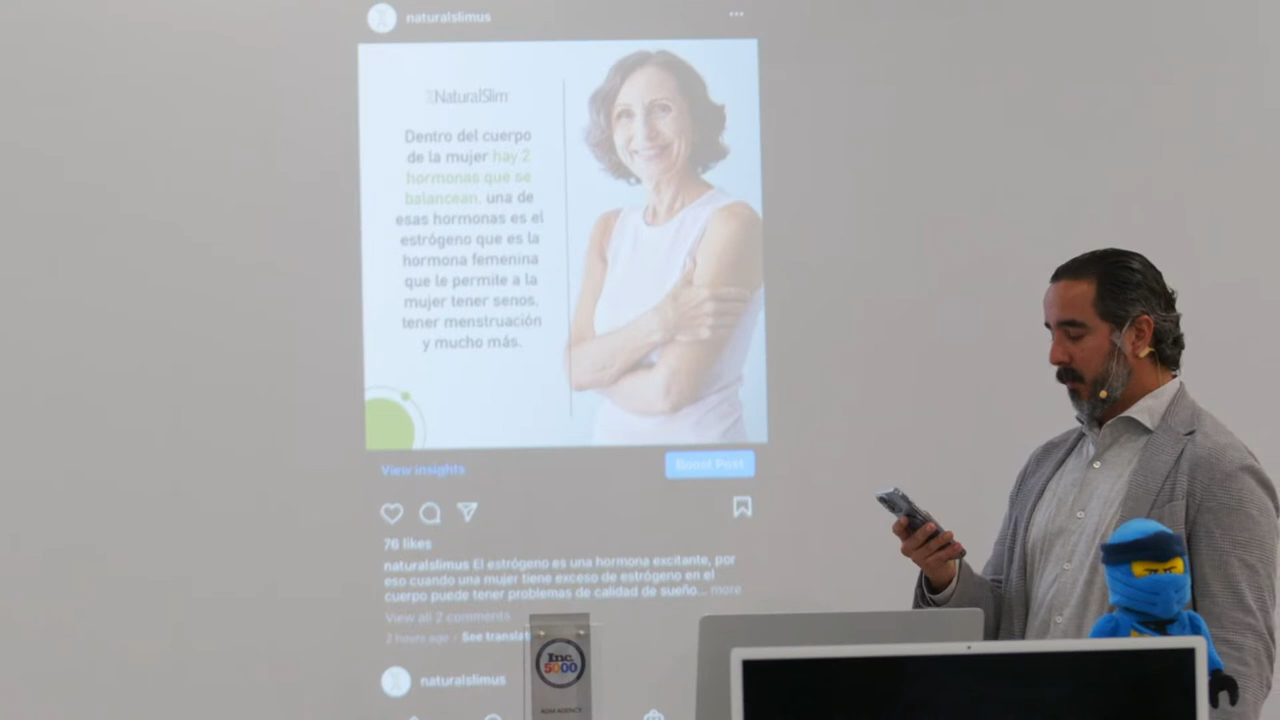 naturalslimus
NaturalSlim
Dentro del cuerpo
de la mujer hay 2
hormonas que se
balancean, una de
esas hormonas es el
estrógeno que es la
hormona femenina
que le permite a la
mujer tener senos,
tener menstruación
y mucho más.
View insights
Boost Post
76 likes
naturalslimus El estrógeno es una hormona excitante, por
eso cuando una mujer tiene exceso de estrógeno en el
cuerpo puede tener problemas de calidad de sueño... more
View all 2 comments
2 hours ago · See translat
naturalslimus
Inc.
5000
AGENCY